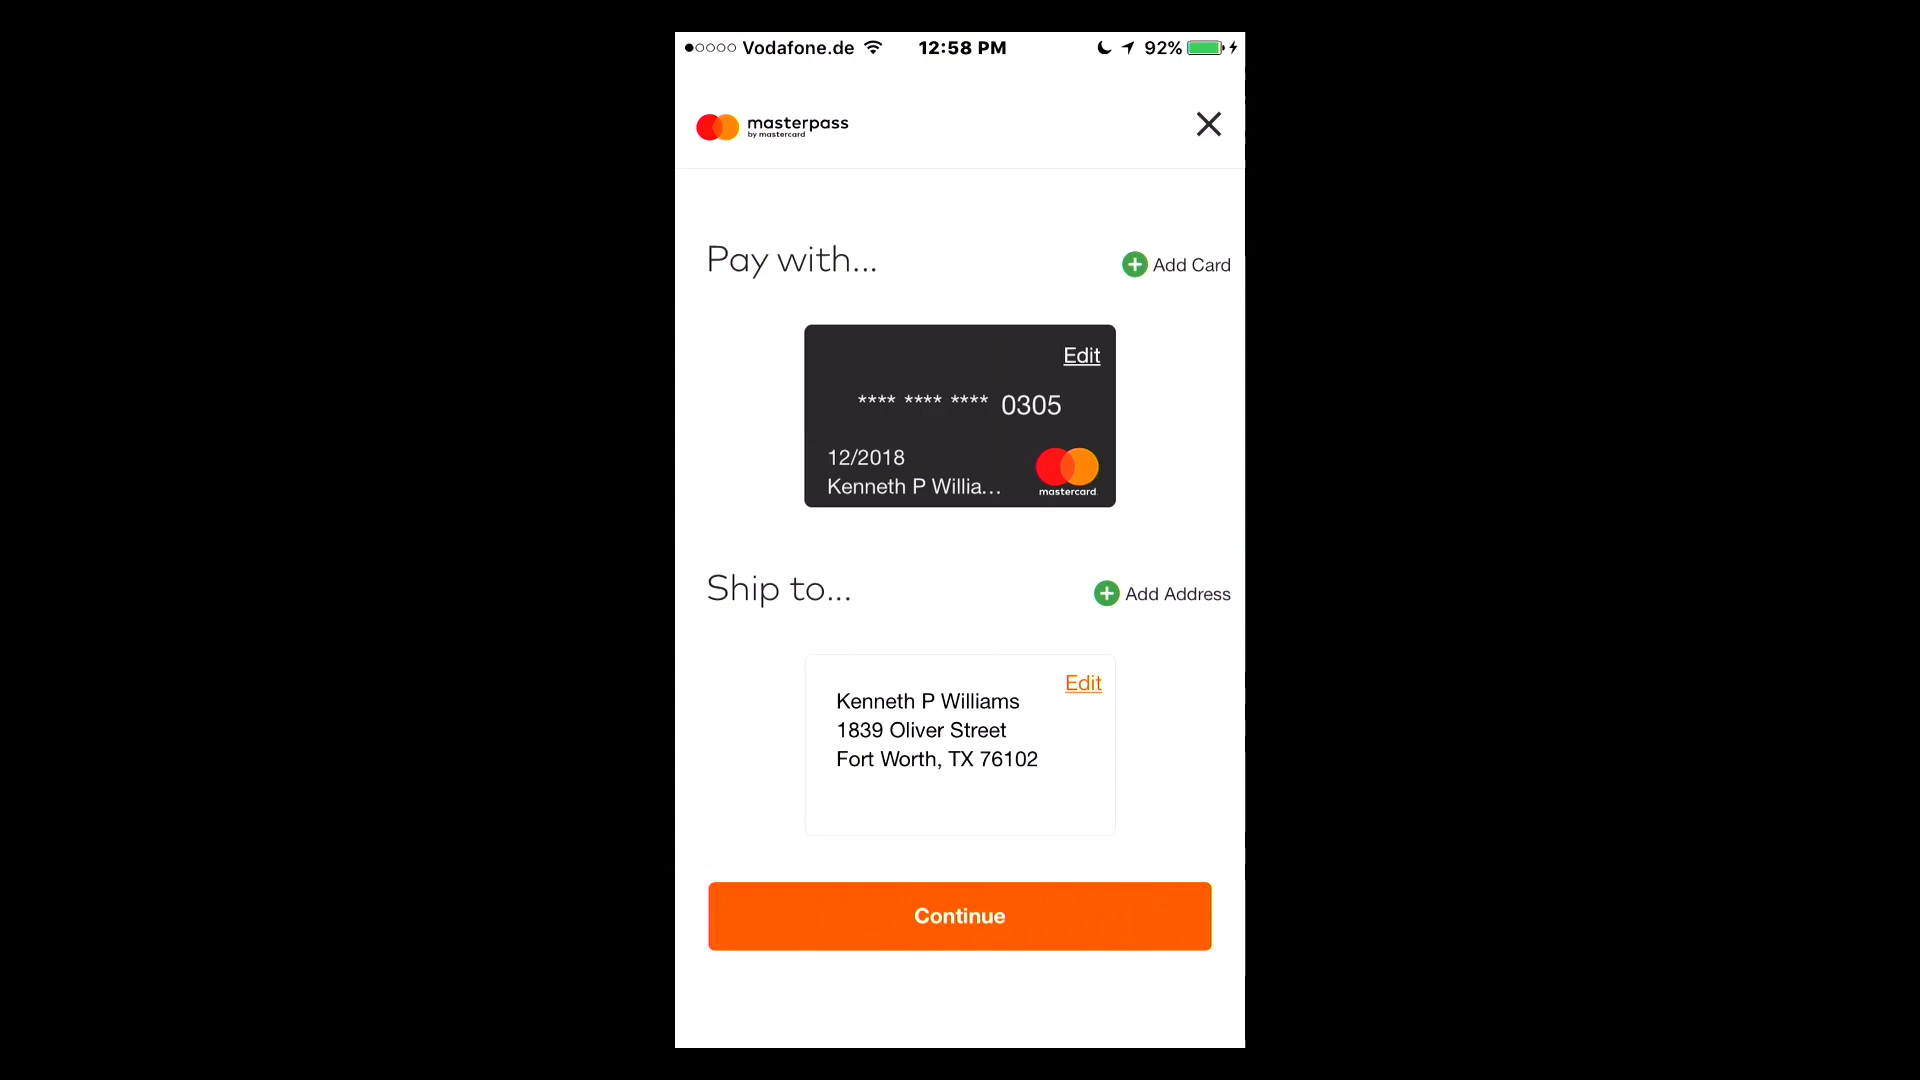 Vodafone.de 12:58 PM 92%
masterpass
by mastercard
Pay with...
Add Card
Edit
**** **** **** 0305
12/2018
Kenneth P Willia...
mastercard.
Ship to...
Add Address
Edit
Kenneth P Williams
1839 Oliver Street
Fort Worth, TX 76102
Continue